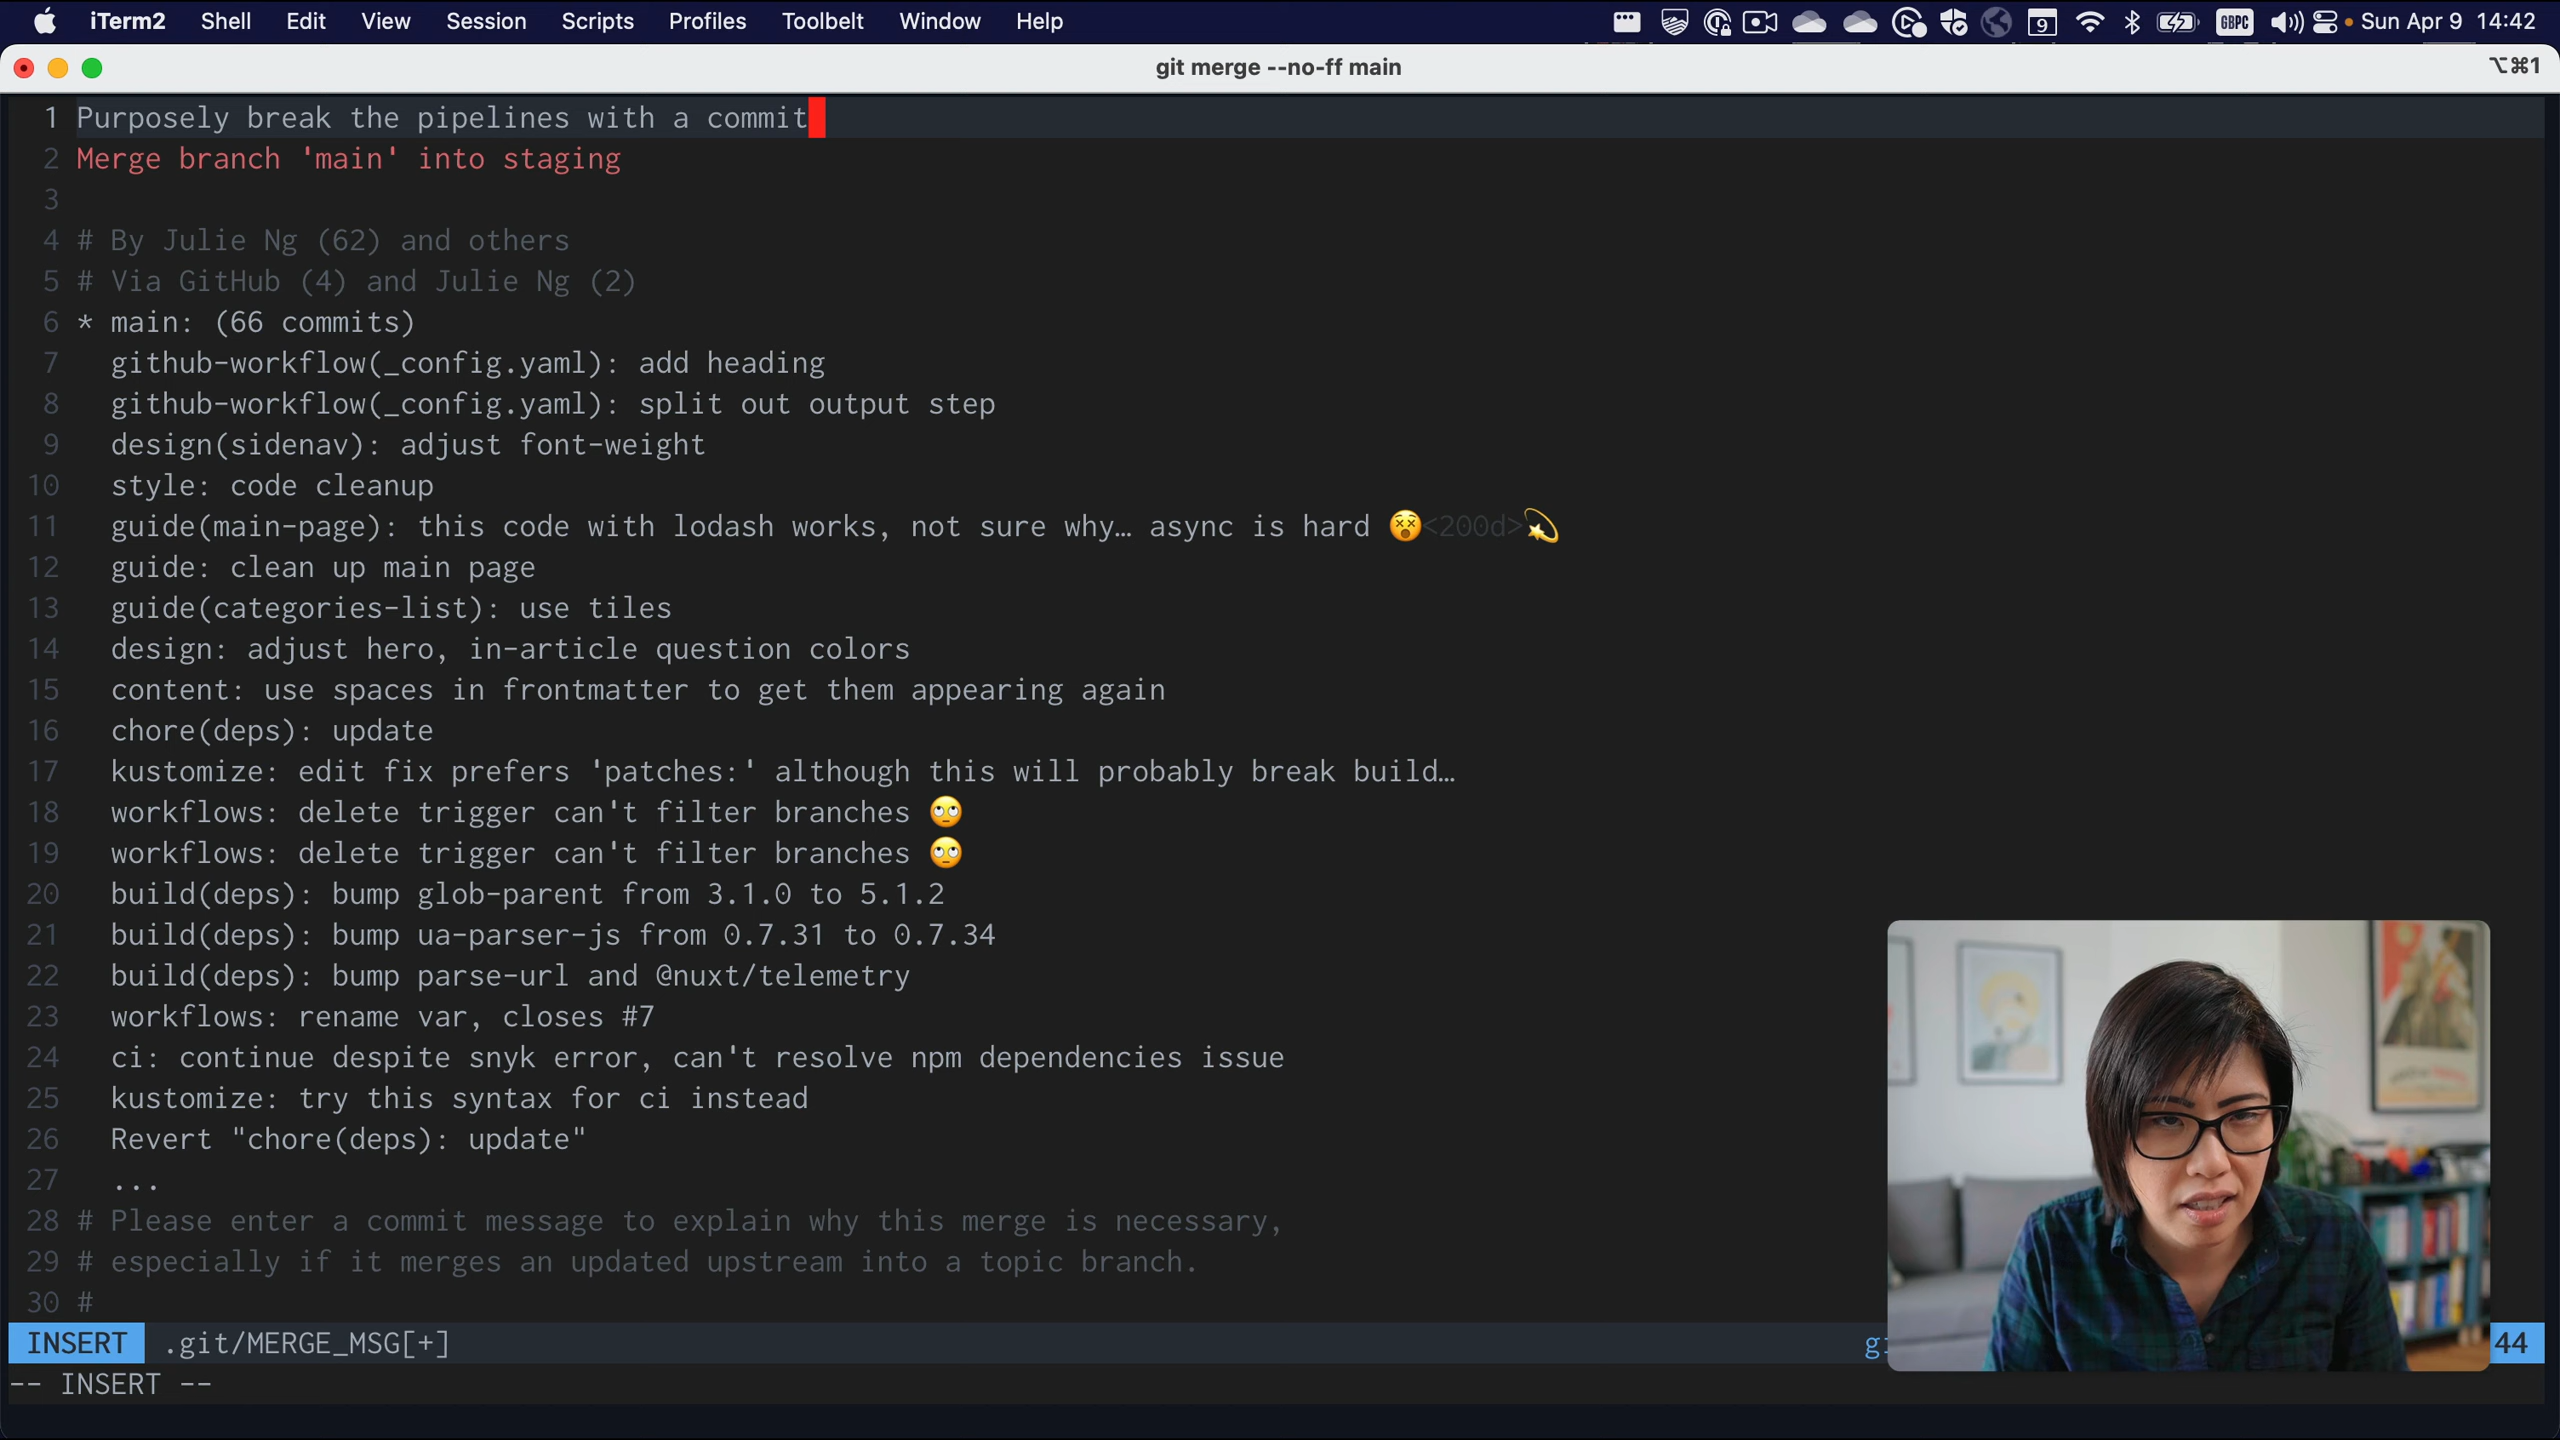 iTerm2 Shell Edit View Session Scripts Profiles Toolbelt Window Help 9 GBPC Sun Apr 9 14:42
git merge --no-ff main ⌥⌘1
1 Purposely break the pipelines with a commit
2 Merge branch 'main' into staging
3
4 # By Julie Ng (62) and others
5 # Via GitHub (4) and Julie Ng (2)
6 * main: (66 commits)
7 github-workflow(_config.yaml): add heading
8 github-workflow(_config.yaml): split out output step
9 design(sidenav): adjust font-weight
10 style: code cleanup
11 guide(main-page): this code with lodash works, not sure why… async is hard 😵<200d>💫
12 guide: clean up main page
13 guide(categories-list): use tiles
14 design: adjust hero, in-article question colors
15 content: use spaces in frontmatter to get them appearing again
16 chore(deps): update
17 kustomize: edit fix prefers 'patches:' although this will probably break build…
18 workflows: delete trigger can't filter branches 🙄
19 workflows: delete trigger can't filter branches 🙄
20 build(deps): bump glob-parent from 3.1.0 to 5.1.2
21 build(deps): bump ua-parser-js from 0.7.31 to 0.7.34
22 build(deps): bump parse-url and @nuxt/telemetry
23 workflows: rename var, closes #7
24 ci: continue despite snyk error, can't resolve npm dependencies issue
25 kustomize: try this syntax for ci instead
26 Revert "chore(deps): update"
27 ...
28 # Please enter a commit message to explain why this merge is necessary,
29 # especially if it merges an updated upstream into a topic branch.
30 #
INSERT .git/MERGE_MSG[+] 44
-- INSERT --